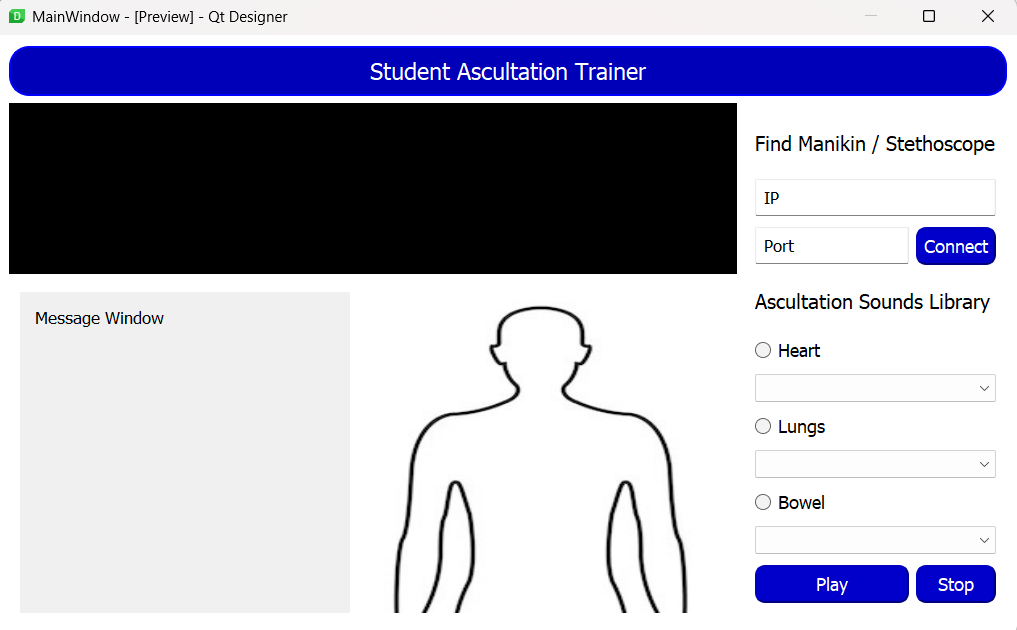 MainWindow - [Preview] - Qt Designer
Student Ascultation Trainer
Find Manikin / Stethoscope
IP
Port
Connect
Message Window
Ascultation Sounds Library
Heart
Lungs
Bowel
Play
Stop